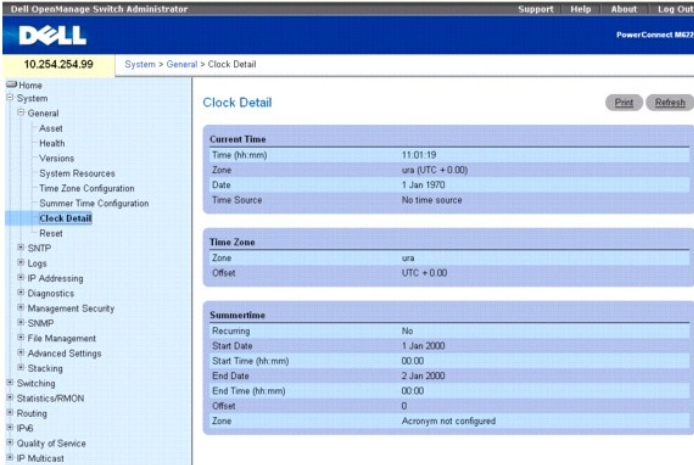 Dell OpenManage Switch Administrator Support Help About Log Out
DELL PowerConnect M622
10.254.254.99 System > General > Clock Detail
Home
System
General
Asset
Health
Versions
System Resources
Time Zone Configuration
Summer Time Configuration
Clock Detail
Reset
SNTP
Logs
IP Addressing
Diagnostics
Management Security
SNMP
File Management
Advanced Settings
Stacking
Switching
Statistics/RMON
Routing
IPv6
Quality of Service
IP Multicast
Clock Detail Print Refresh
Current Time
Time (hh:mm) 11:01:19
Zone ura (UTC + 0.00)
Date 1 Jan 1970
Time Source No time source
Time Zone
Zone ura
Offset UTC + 0.00
Summertime
Recurring No
Start Date 1 Jan 2000
Start Time (hh:mm) 00:00
End Date 2 Jan 2000
End Time (hh:mm) 00:00
Offset 0
Zone Acronym not configured